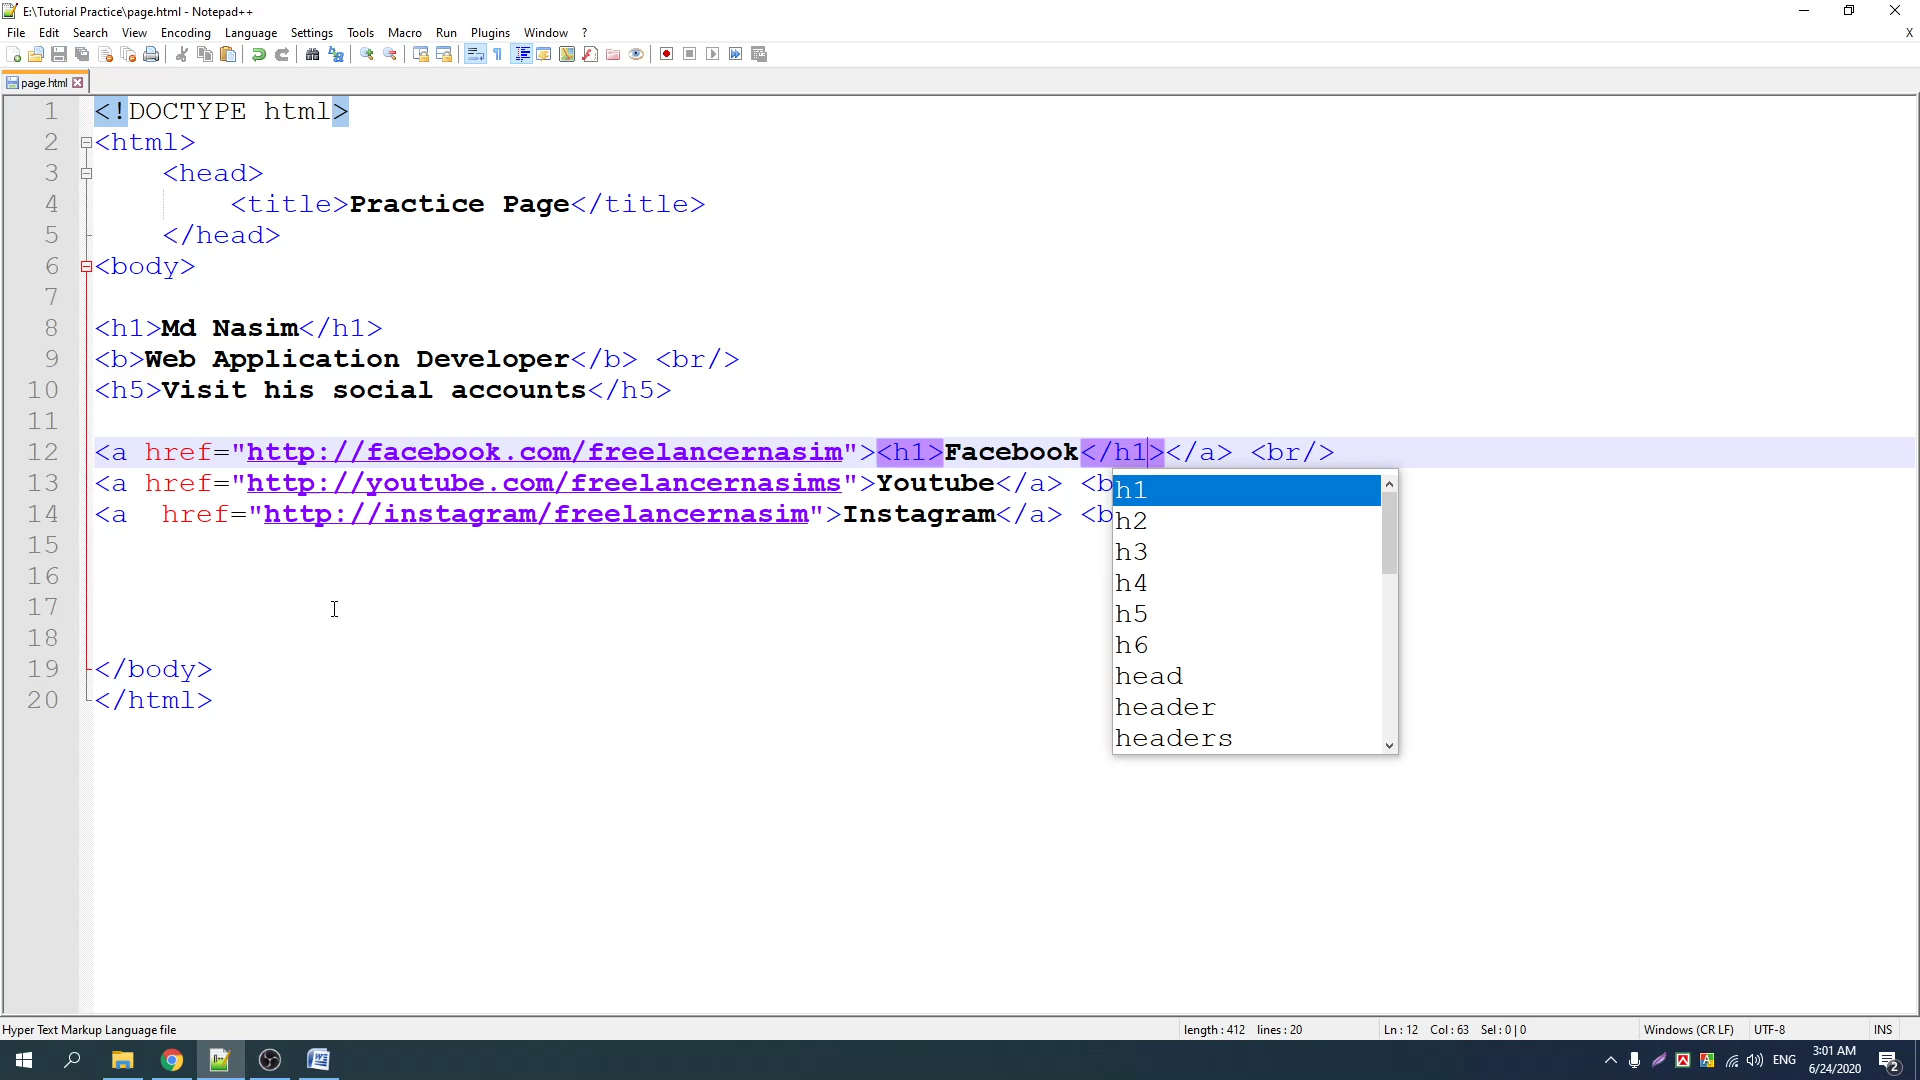 E:\Tutorial Practice\page.html - Notepad++
File Edit Search View Encoding Language Settings Tools Macro Run Plugins Window ? X
page.html
1 <!DOCTYPE html>
2 <html>
3 <head>
4 <title>Practice Page</title>
5 </head>
6 <body>
7
8 <h1>Md Nasim</h1>
9 <b>Web Application Developer</b> <br/>
10 <h5>Visit his social accounts</h5>
11
12 <a href="http://facebook.com/freelancernasim"><h1>Facebook</h1></a> <br/>
13 <a href="http://youtube.com/freelancernasims">Youtube</a> <b
14 <a  href="http://instagram/freelancernasim">Instagram</a> <b
h1
h2
h3
h4
h5
h6
head
header
headers
15
16
17
18
19 </body>
20 </html>
Hyper Text Markup Language file length : 412 lines : 20 Ln : 12 Col : 63 Sel : 0 | 0 Windows (CR LF) UTF-8 INS
ENG 3:01 AM
6/24/2020 2